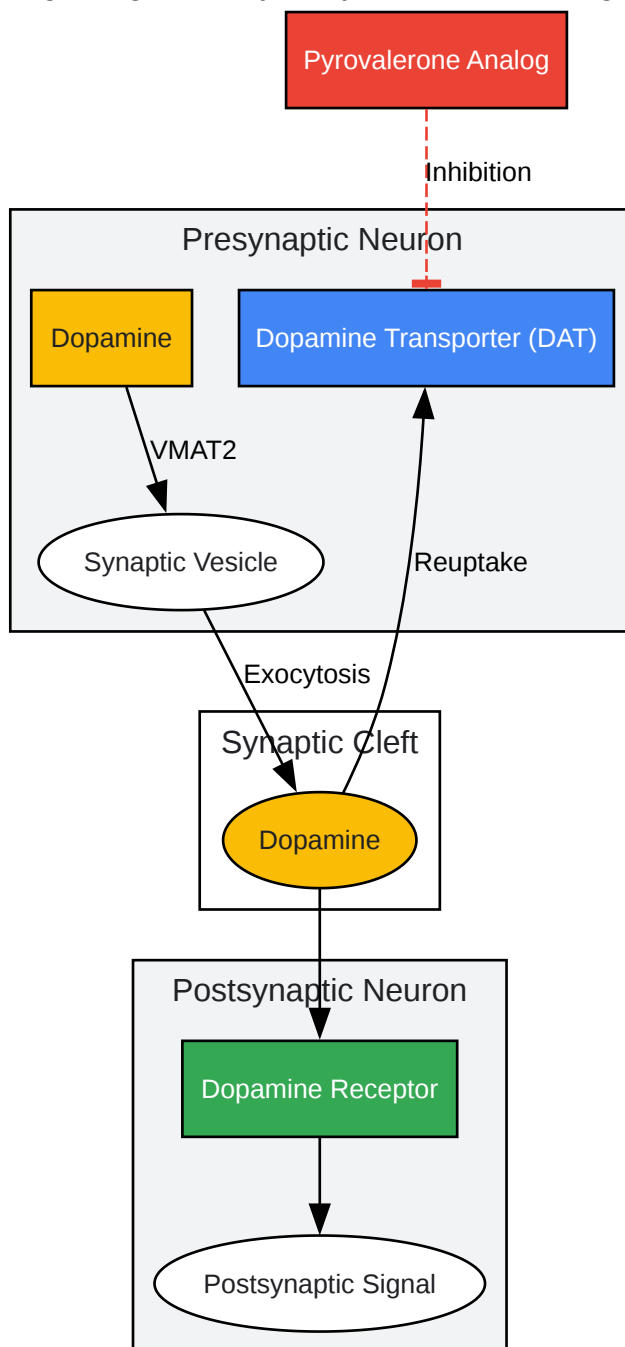 Pyrovalerone Analog
Inhibition
Presynaptic Neuron
Dopamine
Dopamine Transporter (DAT)
VMAT2
Synaptic Vesicle
Reuptake
Exocytosis
Synaptic Cleft
Dopamine
Postsynaptic Neuron
Dopamine Receptor
Postsynaptic Signal